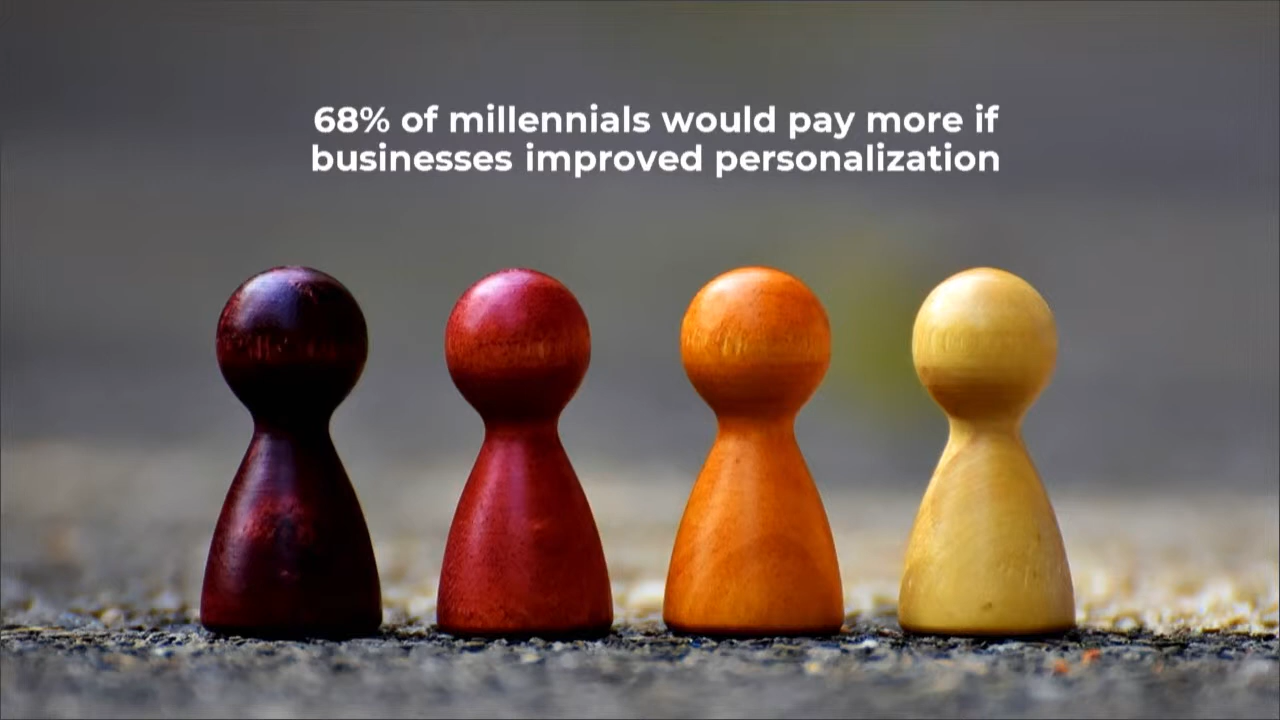 68% of millennials would pay more if
businesses improved personalization